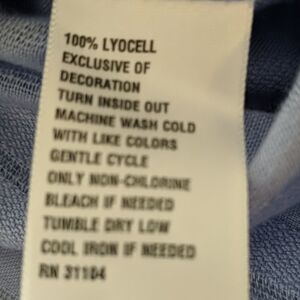 100% LYOCELL
EXCLUSIVE OF
DECORATION
TURN INSIDE OUT
MACHINE WASH COLD
WITH LIKE COLORS
GENTLE CYCLE
ONLY NON-CHLORINE
BLEACH IF NEEDED
TUMBLE DRY LOW
COOL IRON IF NEEDED
RN 31104